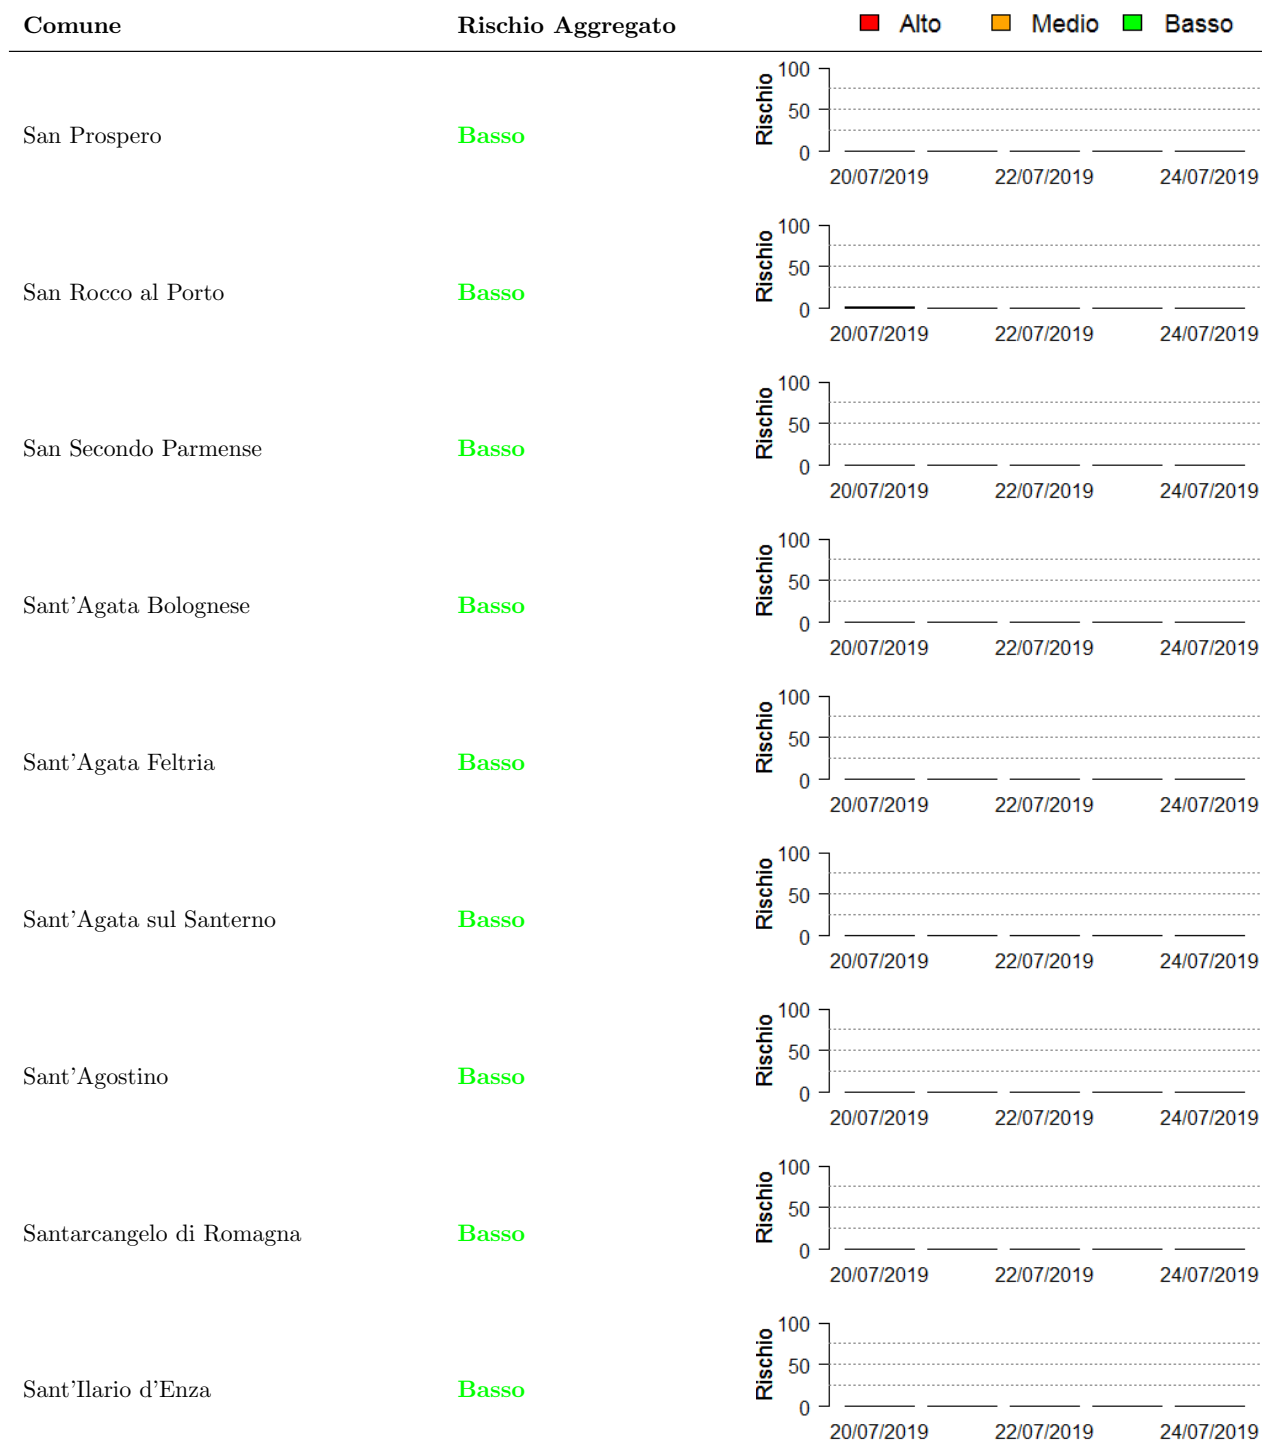 Comune Rischio Aggregato Alto Medio Basso
100
50
0
Rischio
San Prospero Basso
20/07/2019 22/07/2019 24/07/2019
100
50
0
Rischio
San Rocco al Porto Basso
20/07/2019 22/07/2019 24/07/2019
100
50
0
Rischio
San Secondo Parmense Basso
20/07/2019 22/07/2019 24/07/2019
100
50
0
Rischio
Sant'Agata Bolognese Basso
20/07/2019 22/07/2019 24/07/2019
100
50
0
Rischio
Sant'Agata Feltria Basso
20/07/2019 22/07/2019 24/07/2019
100
50
0
Rischio
Sant'Agata sul Santerno Basso
20/07/2019 22/07/2019 24/07/2019
100
50
0
Rischio
Sant'Agostino Basso
20/07/2019 22/07/2019 24/07/2019
100
50
0
Rischio
Santarcangelo di Romagna Basso
20/07/2019 22/07/2019 24/07/2019
100
50
0
Rischio
Sant'Ilario d'Enza Basso
20/07/2019 22/07/2019 24/07/2019